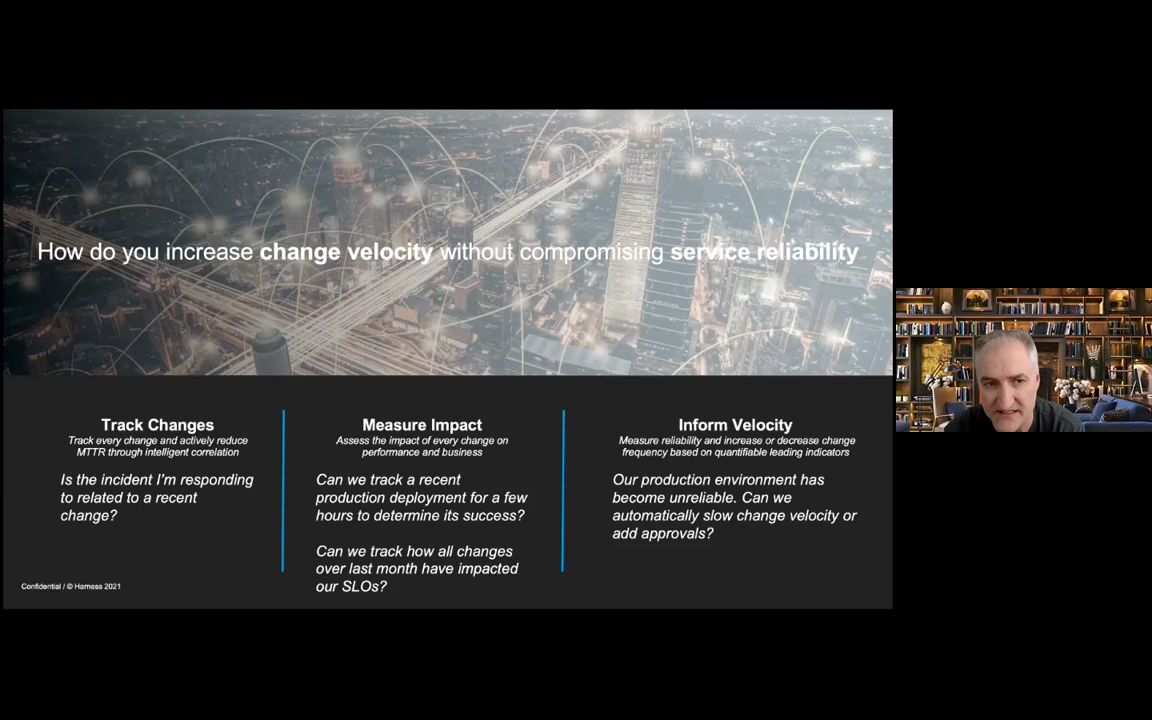 How do you increase change velocity without compromising service reliability
Track Changes
Track every change and actively reduce
MTTR through intelligent correlation
Is the incident I'm responding
to related to a recent
change?
Measure Impact
Assess the impact of every change on
performance and business
Can we track a recent
production deployment for a few
hours to determine its success?
Can we track how all changes
over last month have impacted
our SLOs?
Inform Velocity
Measure reliability and increase or decrease change
frequency based on quantifiable leading indicators
Our production environment has
become unreliable. Can we
automatically slow change velocity or
add approvals?
Confidential / © Harness 2021